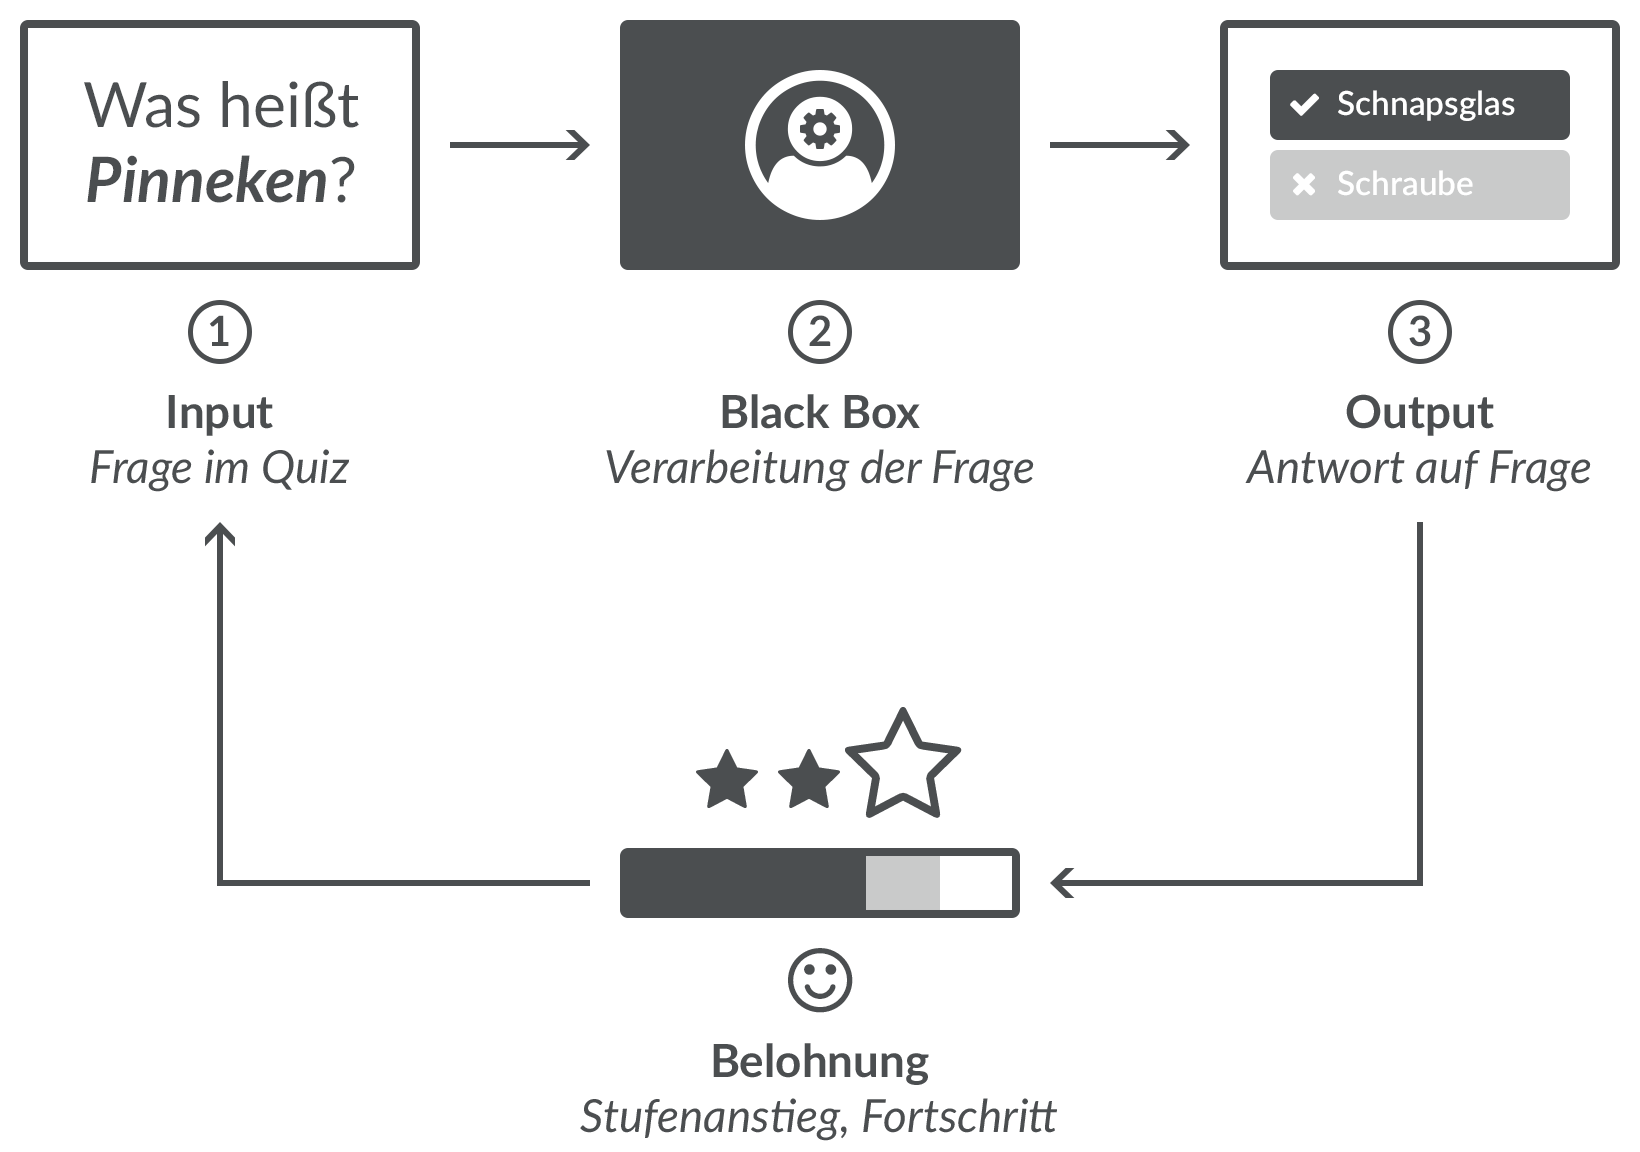 Was heißt
Pinneken?
Schnapsglas
Schraube
1
2
3
Input
Frage im Quiz
Black Box
Verarbeitung der Frage
Output
Antwort auf Frage
Belohnung
Stufenanstieg, Fortschritt